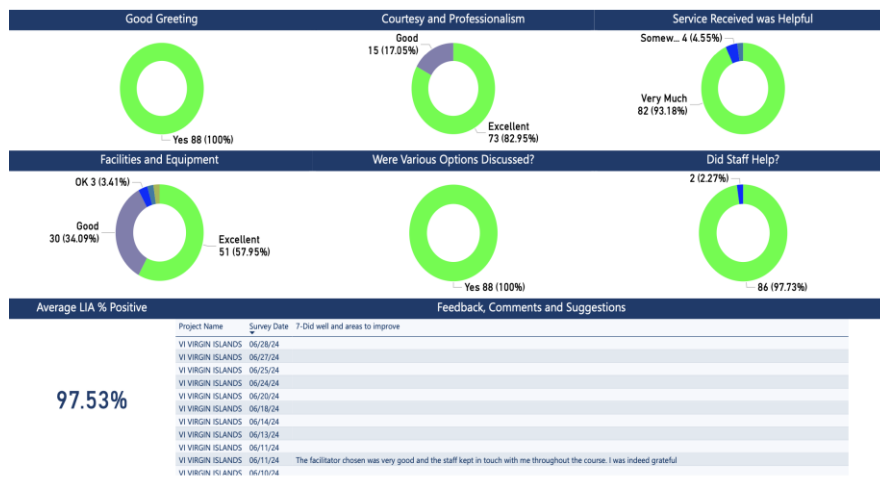 Good Greeting
Courtesy and Professionalism
Service Received was Helpful
Yes 88 (100%)
Good
15 (17.05%)
Excellent
73 (82.95%)
Somew... 4 (4.55%)
Very Much
82 (93.18%)
Facilities and Equipment
Were Various Options Discussed?
Did Staff Help?
OK 3 (3.41%)
Good
30 (34.09%)
Excellent
51 (57.95%)
Yes 88 (100%)
2 (2.27%)
86 (97.73%)
Average LIA % Positive
Feedback, Comments and Suggestions
97.53%
Project Name Survey Date 7-Did well and areas to improve
VI VIRGIN ISLANDS 06/28/24
VI VIRGIN ISLANDS 06/27/24
VI VIRGIN ISLANDS 06/25/24
VI VIRGIN ISLANDS 06/24/24
VI VIRGIN ISLANDS 06/20/24
VI VIRGIN ISLANDS 06/18/24
VI VIRGIN ISLANDS 06/14/24
VI VIRGIN ISLANDS 06/13/24
VI VIRGIN ISLANDS 06/11/24
VI VIRGIN ISLANDS 06/11/24 The facilitator chosen was very good and the staff kept in touch with me throughout the course. I was indeed grateful
VI VIRGIN ISLANDS 06/10/24